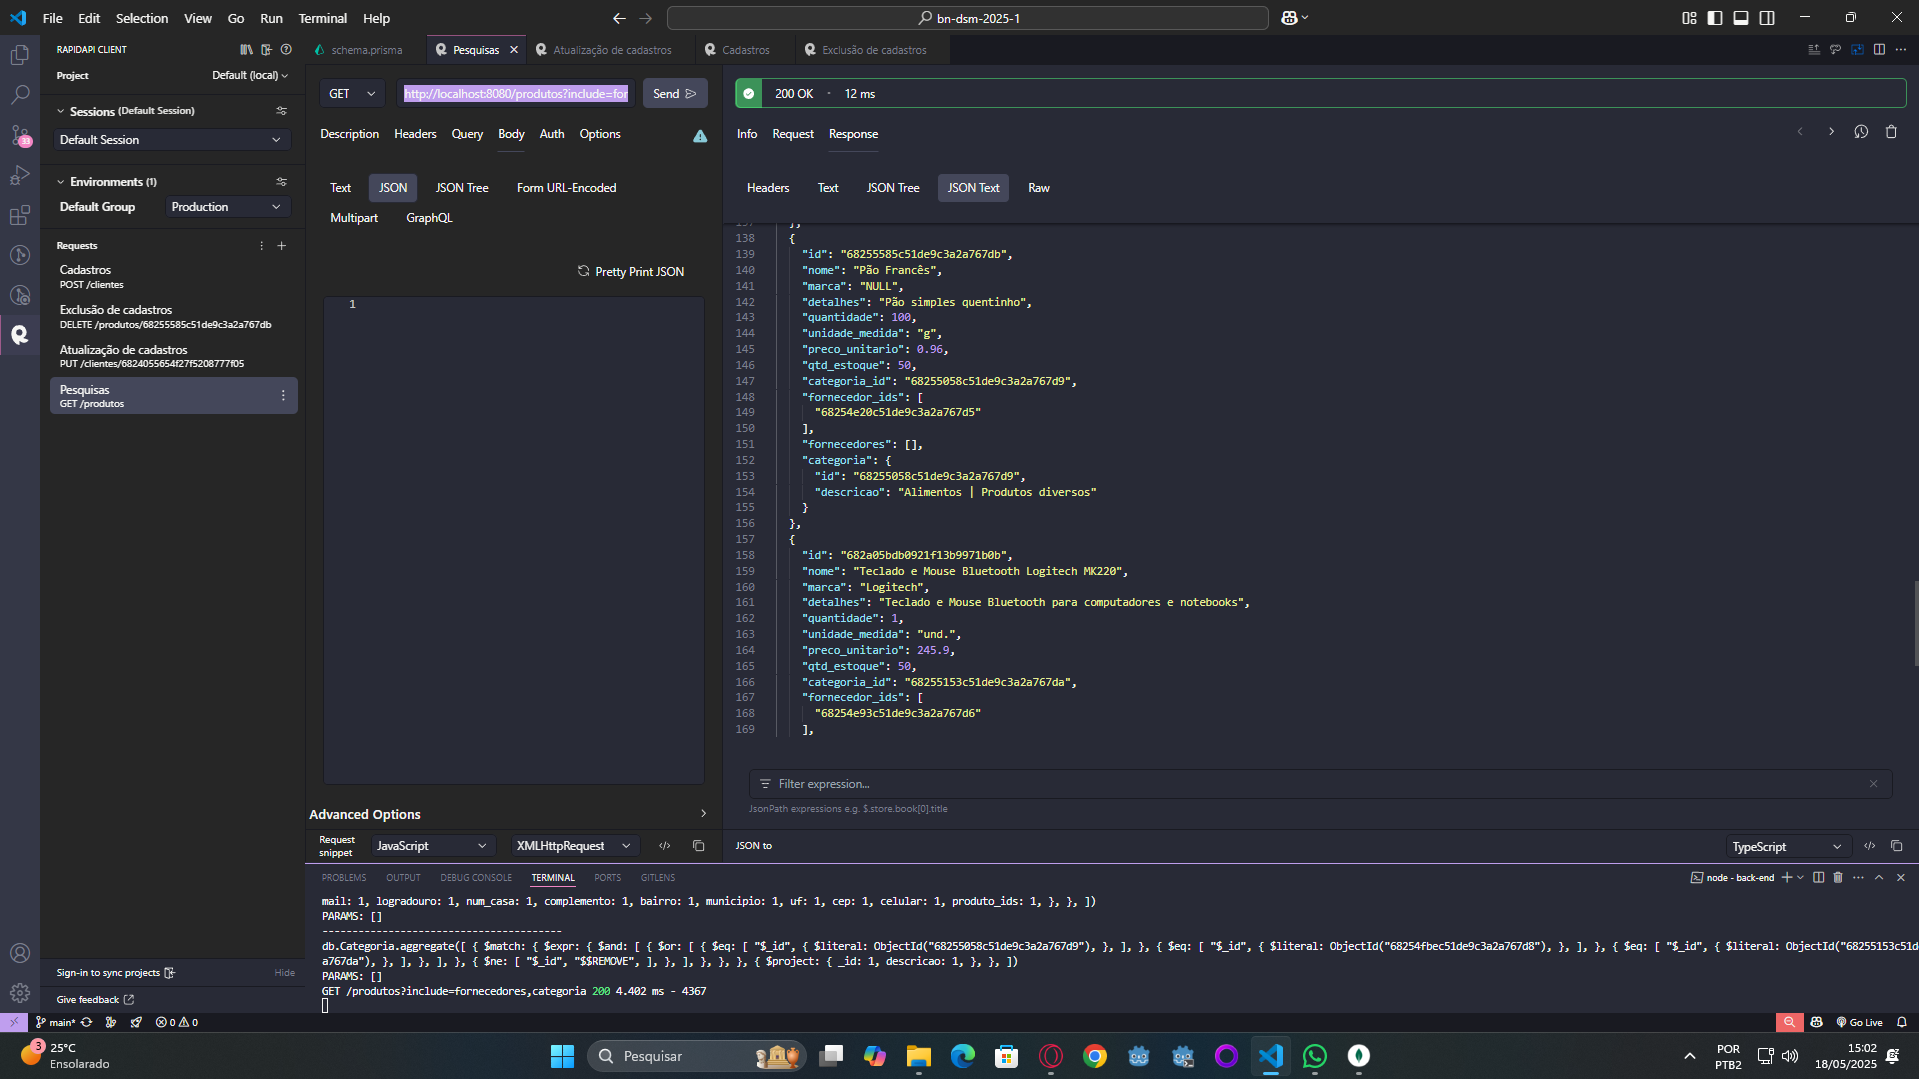 File Edit Selection View Go Run Terminal Help
bn-dsm-2025-1
RAPIDAPI CLIENT
Project
Default (local)
Sessions (Default Session)
Default Session
Environments (1)
Default Group
Production
Requests
Cadastros
POST /clientes
Exclusão de cadastros
DELETE /produtos/68255585c51de9c3a2a767db
Atualização de cadastros
PUT /clientes/6824055654f27f5208777f05
Pesquisas
GET /produtos
Sign-in to sync projects
Hide
Give feedback
33
schema.prisma
Pesquisas
Atualização de cadastros
Cadastros
Exclusão de cadastros
GET
http://localhost:8080/produtos?include=for
Send
Description Headers Query Body Auth Options
Text JSON JSON Tree Form URL-Encoded
Multipart GraphQL
Pretty Print JSON
1
Advanced Options
Request snippet
JavaScript
XMLHttpRequest
200 OK • 12 ms
Info Request Response
Headers Text JSON Tree JSON Text Raw
137 },
138 {
139 "id": "68255585c51de9c3a2a767db",
140 "nome": "Pão Francês",
141 "marca": "NULL",
142 "detalhes": "Pão simples quentinho",
143 "quantidade": 100,
144 "unidade_medida": "g",
145 "preco_unitario": 0.96,
146 "qtd_estoque": 50,
147 "categoria_id": "68255058c51de9c3a2a767d9",
148 "fornecedor_ids": [
149 "68254e20c51de9c3a2a767d5"
150 ],
151 "fornecedores": [],
152 "categoria": {
153 "id": "68255058c51de9c3a2a767d9",
154 "descricao": "Alimentos | Produtos diversos"
155 }
156 },
157 {
158 "id": "682a05bdb0921f13b9971b0b",
159 "nome": "Teclado e Mouse Bluetooth Logitech MK220",
160 "marca": "Logitech",
161 "detalhes": "Teclado e Mouse Bluetooth para computadores e notebooks",
162 "quantidade": 1,
163 "unidade_medida": "und.",
164 "preco_unitario": 245.9,
165 "qtd_estoque": 50,
166 "categoria_id": "68255153c51de9c3a2a767da",
167 "fornecedor_ids": [
168 "68254e93c51de9c3a2a767d6"
169 ],
Filter expression...
JsonPath expressions e.g. $.store.book[0].title
JSON to
TypeScript
PROBLEMS OUTPUT DEBUG CONSOLE TERMINAL PORTS GITLENS
node - back-end
mail: 1, logradouro: 1, num_casa: 1, complemento: 1, bairro: 1, municipio: 1, uf: 1, cep: 1, celular: 1, produto_ids: 1, }, }, ])
PARAMS: []
----------------------------------------
db.Categoria.aggregate([ { $match: { $expr: { $and: [ { $or: [ { $eq: [ "$_id", { $literal: ObjectId("68255058c51de9c3a2a767d9"), }, ], }, { $eq: [ "$_id", { $literal: ObjectId("68254fbec51de9c3a2a767d8"), }, ], }, { $eq: [ "$_id", { $literal: ObjectId("68255153c51de9c3a2
a767da"), }, ], }, ], }, { $ne: [ "$_id", "$$REMOVE", ], }, ], }, }, }, { $project: { _id: 1, descricao: 1, }, }, ])
PARAMS: []
GET /produtos?include=fornecedores,categoria 200 4.402 ms - 4367
main* 0 0
Go Live
3
25°C
Ensolarado
Pesquisar
POR
PTB2
15:02
18/05/2025